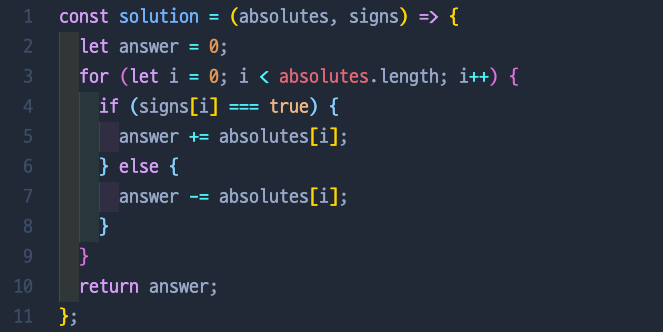 1 const solution = (absolutes, signs) => {
2 let answer = 0;
3 for (let i = 0; i < absolutes.length; i++) {
4 if (signs[i] === true) {
5 answer += absolutes[i];
6 } else {
7 answer -= absolutes[i];
8 }
9 }
10 return answer;
11 };